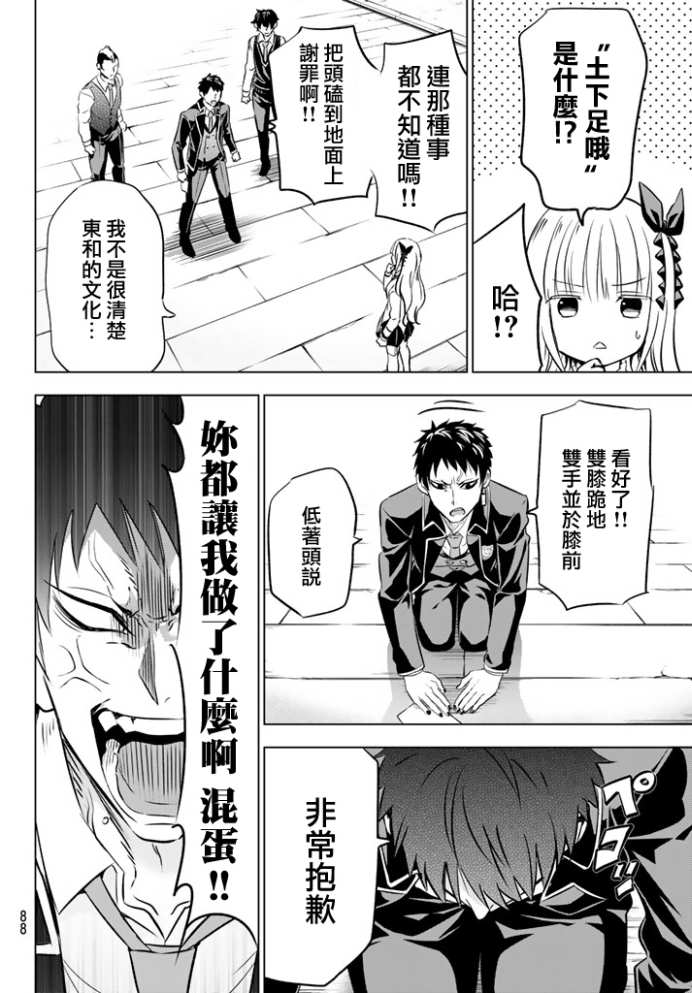 “土下足哦“
是什麼!?
哈!?
連那種事
都不知道嗎!!
把頭磕到地面上
謝罪啊!!
我不是很清楚
東和的文化…
看好了!!
雙膝跪地
雙手並於膝前
低著頭説
ペコ
非常抱歉
妳都讓我做了什麼啊 混蛋!!
88